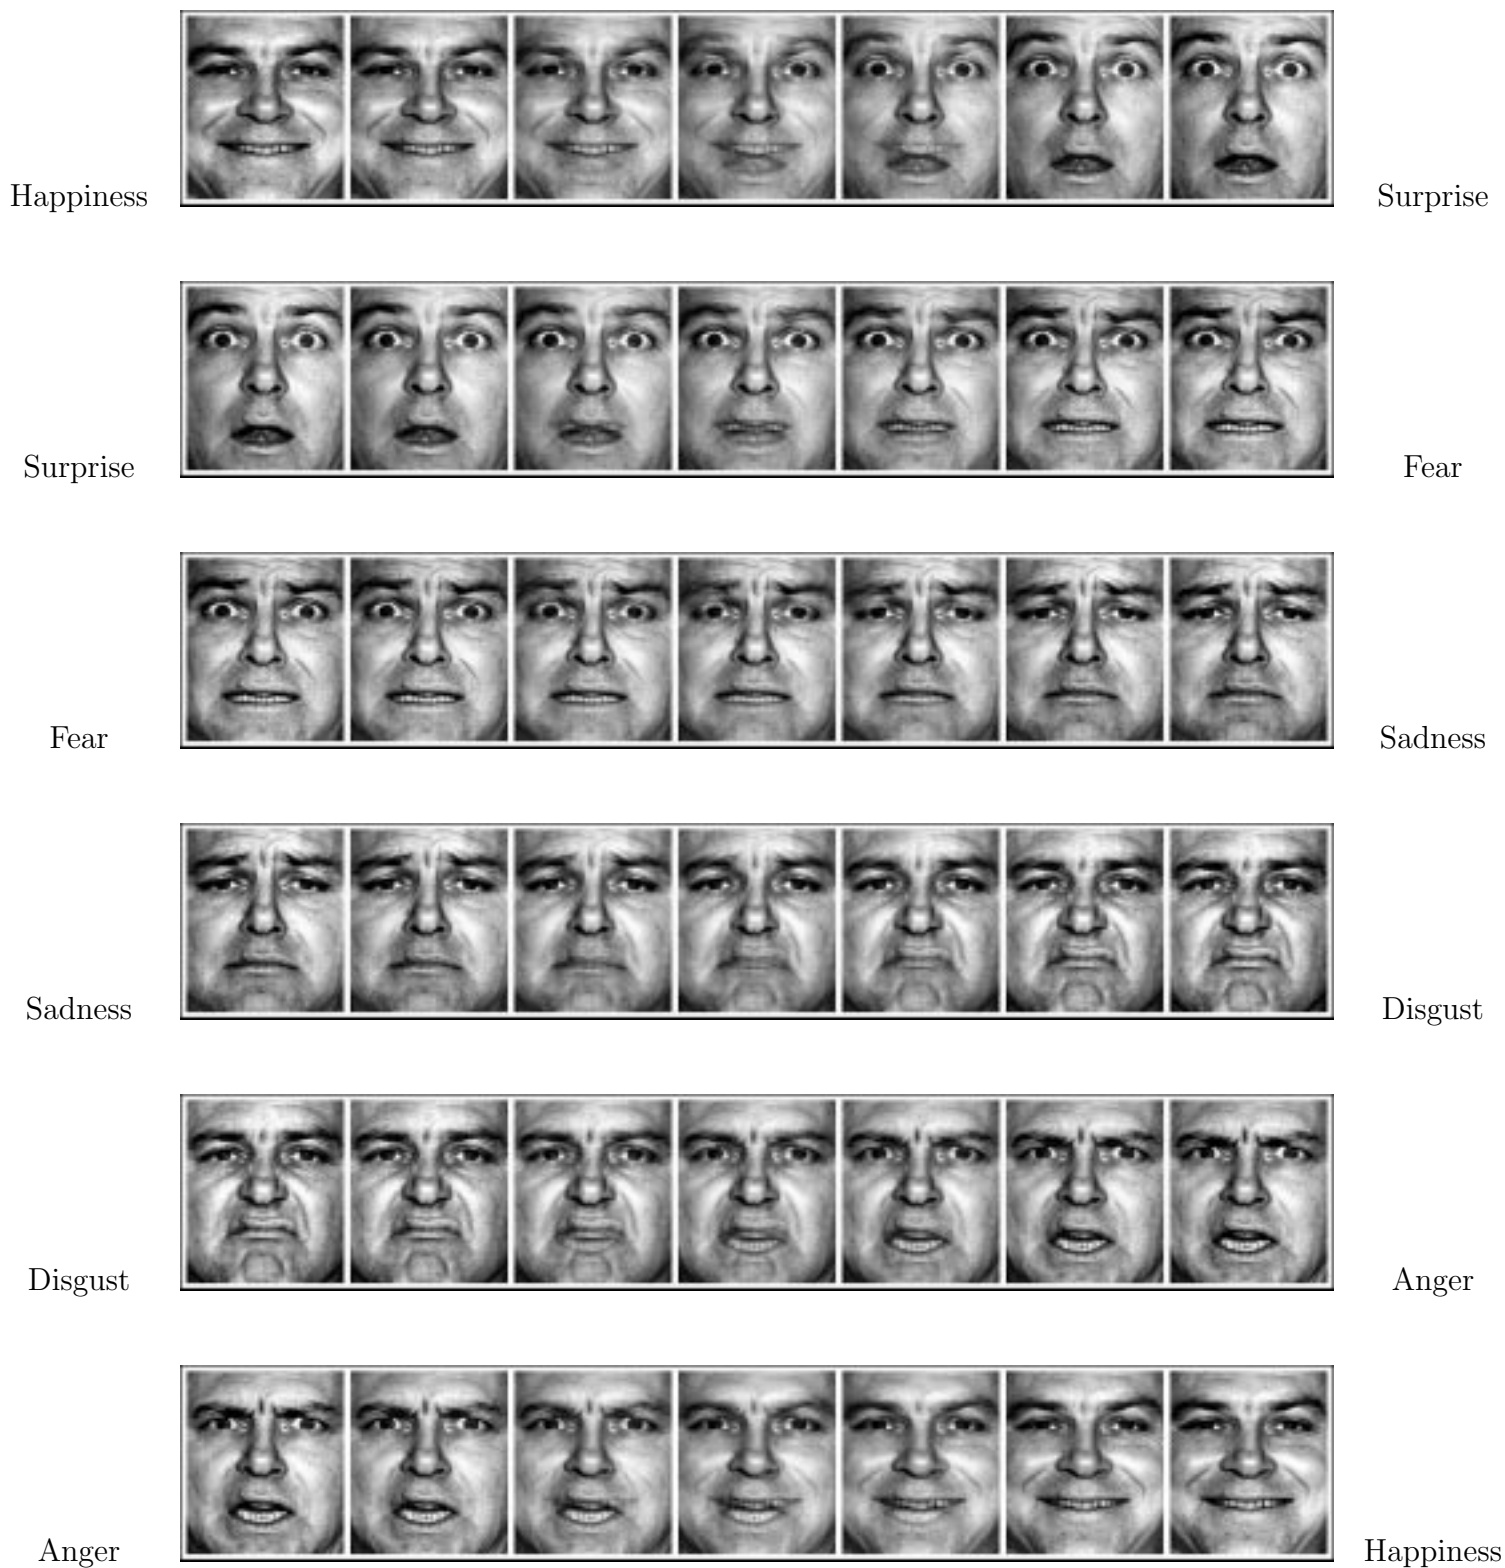 Happiness Surprise
Surprise Fear
Fear Sadness
Sadness Disgust
Disgust Anger
Anger Happiness